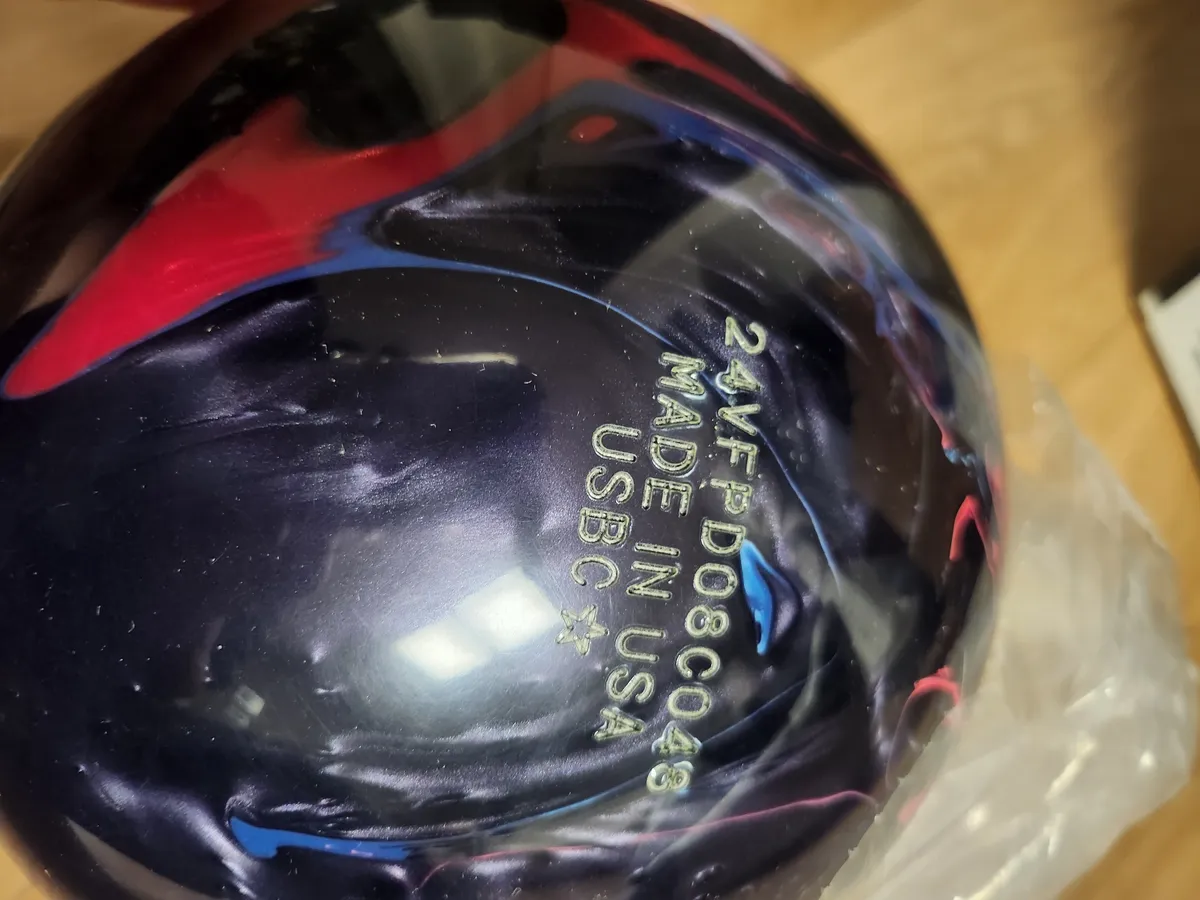 24VFPD08C048
MADE IN USA
USBC ☆